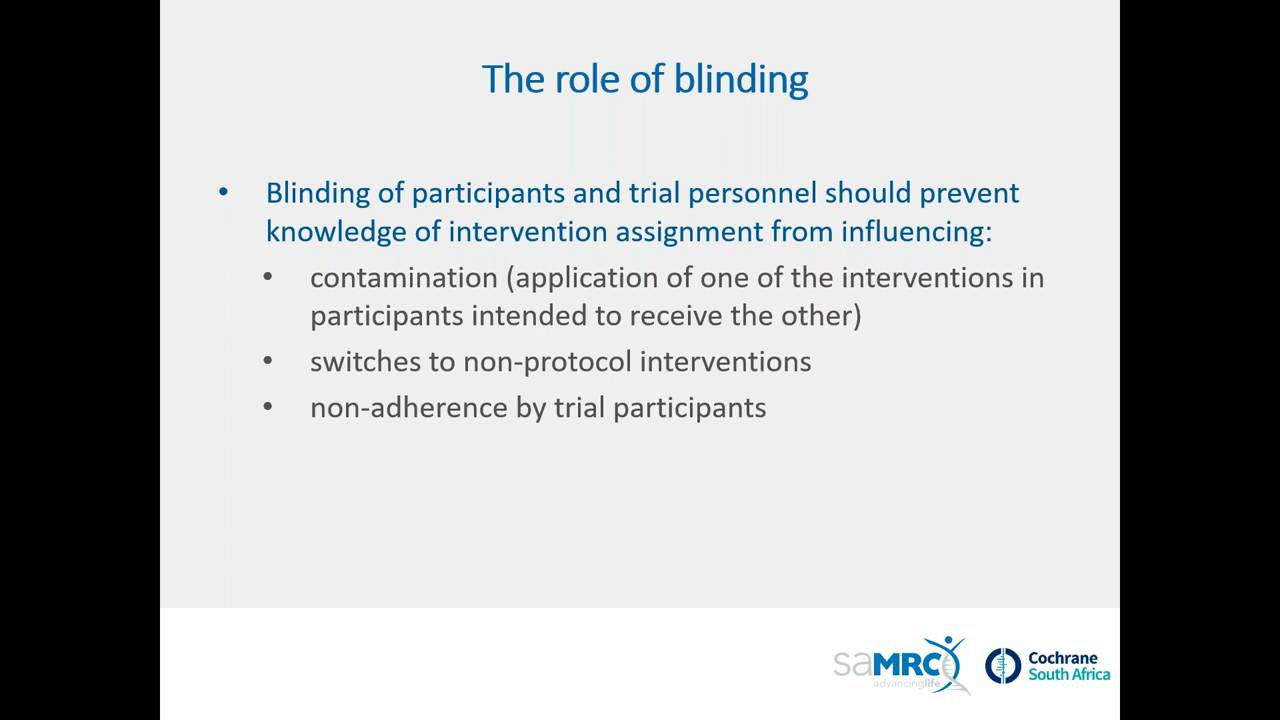 The role of blinding
• Blinding of participants and trial personnel should prevent
knowledge of intervention assignment from influencing:
• contamination (application of one of the interventions in
participants intended to receive the other)
• switches to non-protocol interventions
• non-adherence by trial participants
saMRC
advancinglife
Cochrane
South Africa